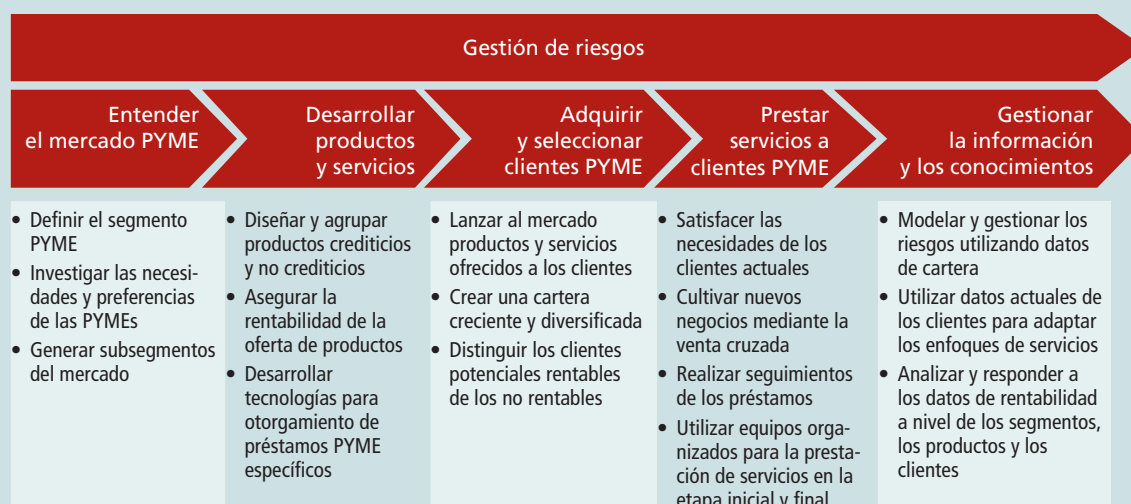 Gestión de riesgos
Entender
el mercado PYME
Desarrollar
productos
y servicios
Adquirir
y seleccionar
clientes PYME
Prestar
servicios a
clientes PYME
Gestionar
la información
y los conocimientos
• Definir el segmento
PYME
• Investigar las necesi-
dades y preferencias
de las PYMEs
• Generar subsegmentos
del mercado
• Diseñar y agrupar
productos crediticios
y no crediticios
• Asegurar la
rentabilidad de la
oferta de productos
• Desarrollar
tecnologías para
otorgamiento de
préstamos PYME
específicos
• Lanzar al mercado
productos y servicios
ofrecidos a los clientes
• Crear una cartera
creciente y diversificada
• Distinguir los clientes
potenciales rentables
de los no rentables
• Satisfacer las
necesidades de los
clientes actuales
• Cultivar nuevos
negocios mediante la
venta cruzada
• Realizar seguimientos
de los préstamos
• Utilizar equipos orga-
nizados para la presta-
ción de servicios en la
etapa inicial y final
• Modelar y gestionar los
riesgos utilizando datos
de cartera
• Utilizar datos actuales de
los clientes para adaptar
los enfoques de servicios
• Analizar y responder a
los datos de rentabilidad
a nivel de los segmentos,
los productos y los
clientes